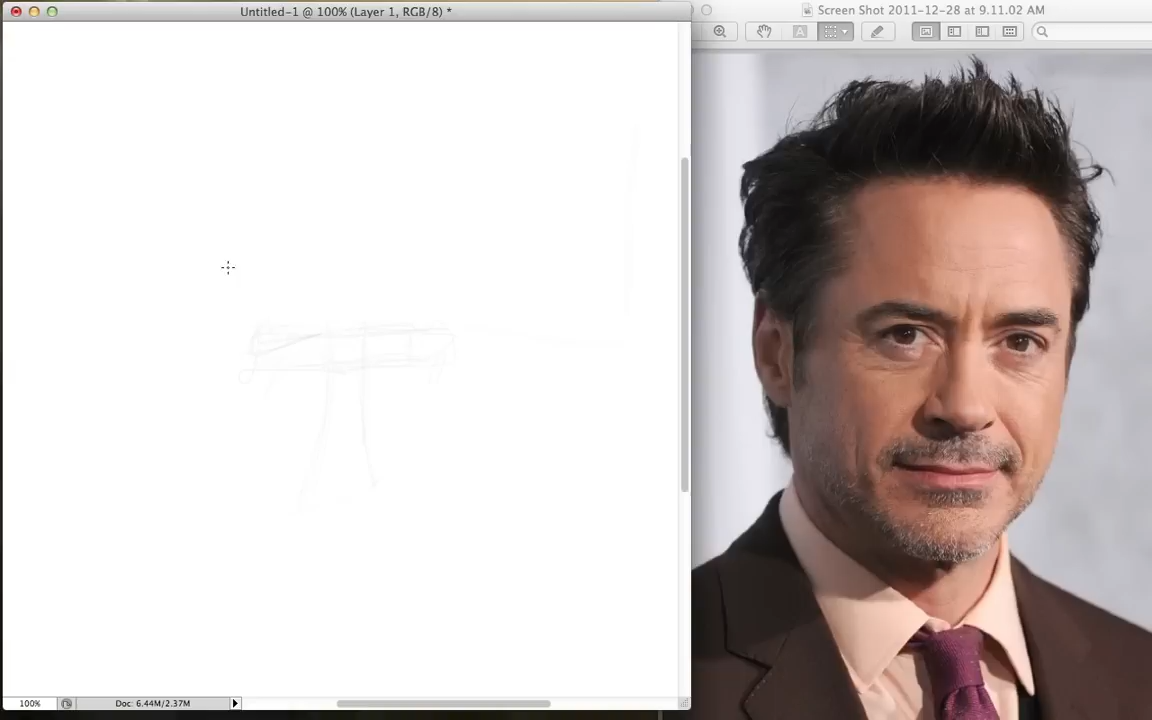 Untitled-1 @ 100% (Layer 1, RGB/8) *
Screen Shot 2011-12-28 at 9.11.02 AM
A
100%
Doc: 6.44M/2.37M